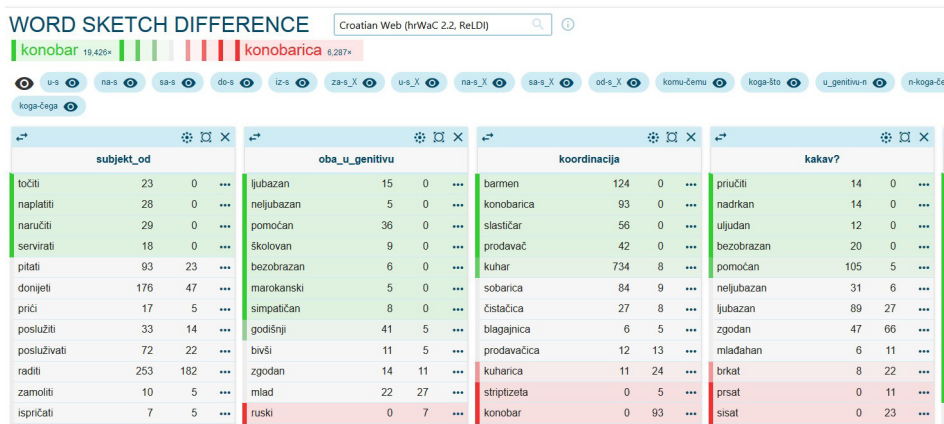 WORD SKETCH DIFFERENCE Croatian Web (hrWaC 2.2, ReLDI)
konobar 19,426× konobarica 6,287×
u-s na-s sa-s do-s iz-s za-s_X u-s_X na-s_X sa-s_X od-s_X komu-čemu koga-što u_genitivu-n n-koga-če
koga-čega
subjekt_od oba_u_genitivu koordinacija kakav?
točiti 23 0 ••• ljubazan 15 0 ••• barmen 124 0 ••• priučiti 14 0 •••
naplatiti 28 0 ••• neljubazan 5 0 ••• konobarica 93 0 ••• nadrkan 14 0 •••
naručiti 29 0 ••• pomoćan 36 0 ••• slastičar 56 0 ••• uljudan 12 0 •••
servirati 18 0 ••• školovan 9 0 ••• prodavač 42 0 ••• bezobrazan 20 0 •••
pitati 93 23 ••• bezobrazan 6 0 ••• kuhar 734 8 ••• pomoćan 105 5 •••
donijeti 176 47 ••• marokanski 5 0 ••• sobarica 84 9 ••• neljubazan 31 6 •••
prići 17 5 ••• simpatičan 8 0 ••• čistačica 27 8 ••• ljubazan 89 27 •••
poslužiti 33 14 ••• godišnji 41 5 ••• blagajnica 6 5 ••• zgodan 47 66 •••
posluživati 72 22 ••• bivši 11 5 ••• prodavačica 12 13 ••• mlađahan 6 11 •••
raditi 253 182 ••• zgodan 14 11 ••• kuharica 11 24 ••• brkat 8 22 •••
zamoliti 10 5 ••• mlad 22 27 ••• striptizeta 0 5 ••• prsat 0 11 •••
ispričati 7 5 ••• ruski 0 7 ••• konobar 0 93 ••• sisat 0 23 •••